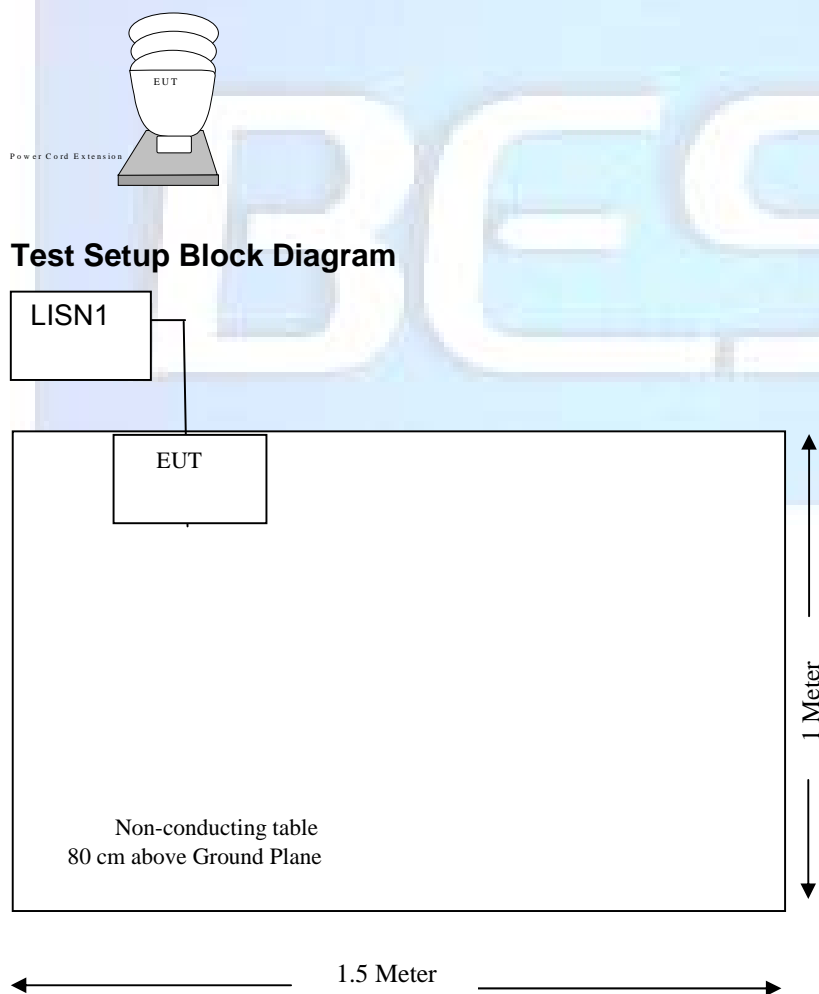 EUT
Power Cord Extension
Test Setup Block Diagram
LISN1
EUT
1 Meter
Non-conducting table
80 cm above Ground Plane
1.5 Meter